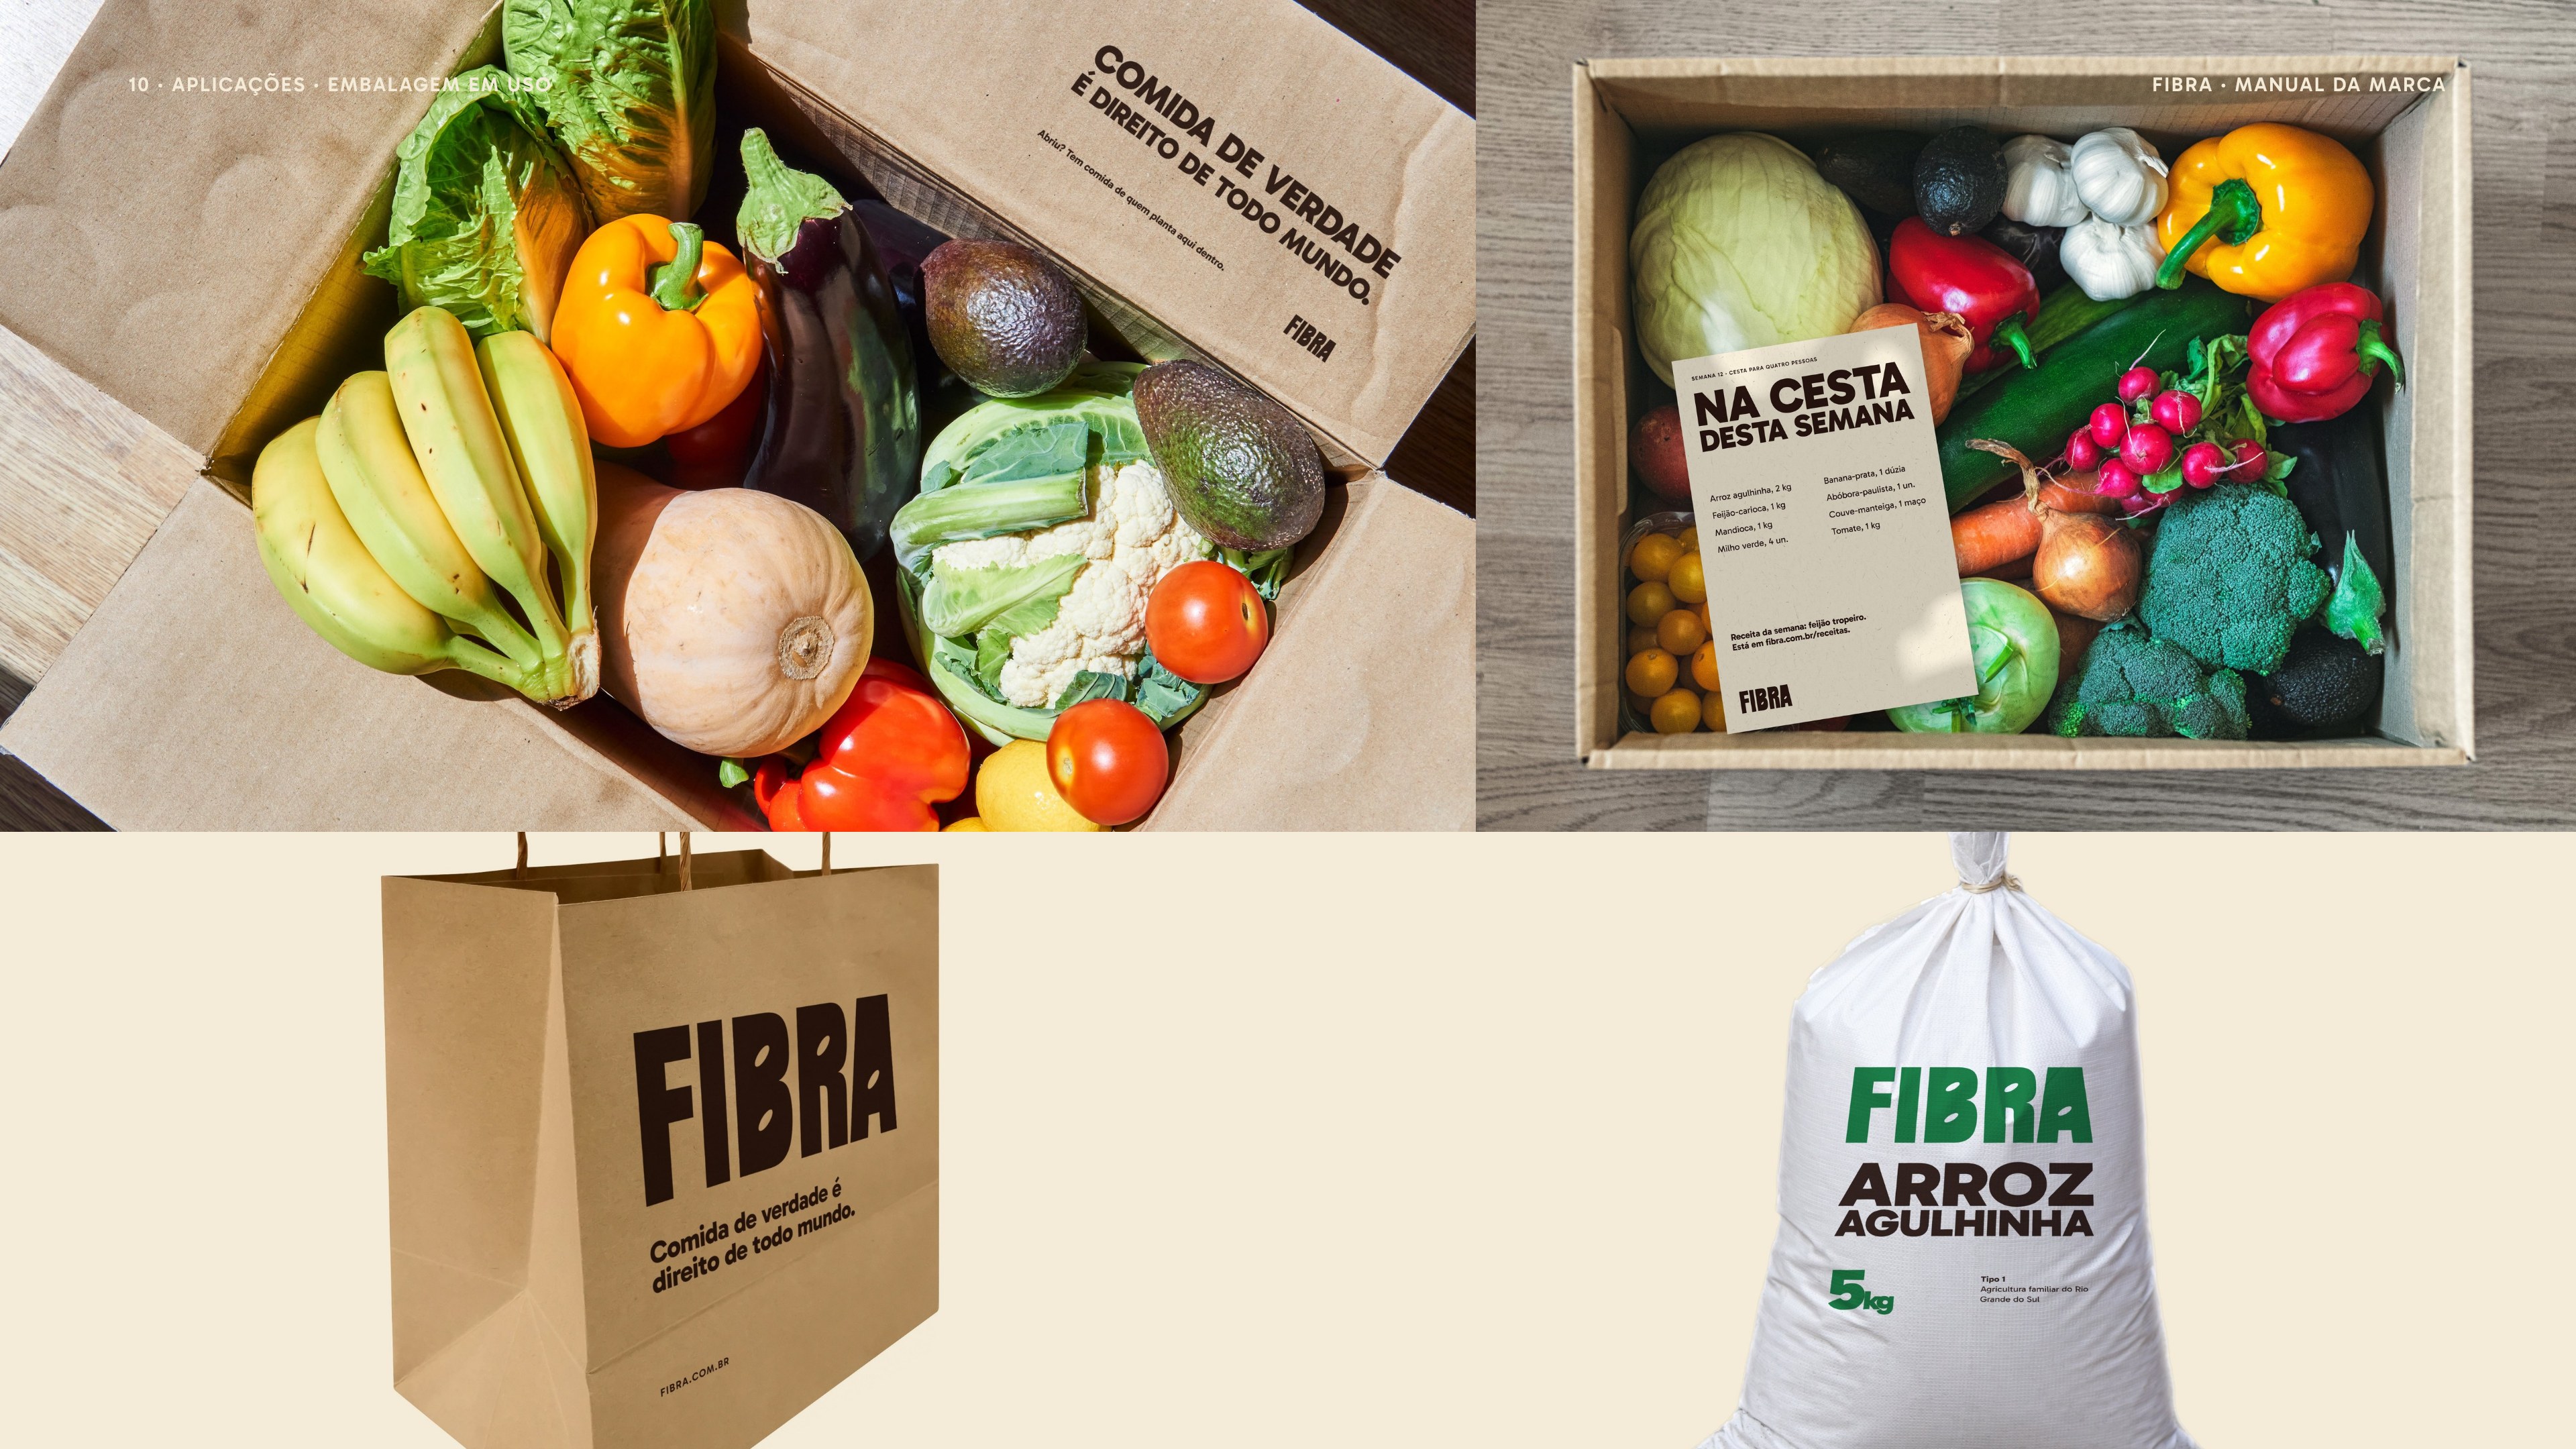 10 · APLICAÇÕES · EMBALAGEM EM USO
FIBRA · MANUAL DA MARCA
COMIDA DE VERDADE
É DIREITO DE TODO MUNDO.
Abriu? Tem comida de quem planta aqui dentro.
FIBRA
SEMANA 12 · CESTA PARA QUATRO PESSOAS
NA CESTA
DESTA SEMANA
Arroz agulhinha, 2 kg
Feijão-carioca, 1 kg
Mandioca, 1 kg
Milho verde, 4 un.
Banana-prata, 1 dúzia
Abóbora-paulista, 1 un.
Couve-manteiga, 1 maço
Tomate, 1 kg
Receita da semana: feijão tropeiro.
Está em fibra.com.br/receitas.
FIBRA
FIBRA
Comida de verdade é
direito de todo mundo.
FIBRA.COM.BR
FIBRA
ARROZ
AGULHINHA
5kg
Tipo 1
Agricultura familiar do Rio
Grande do Sul